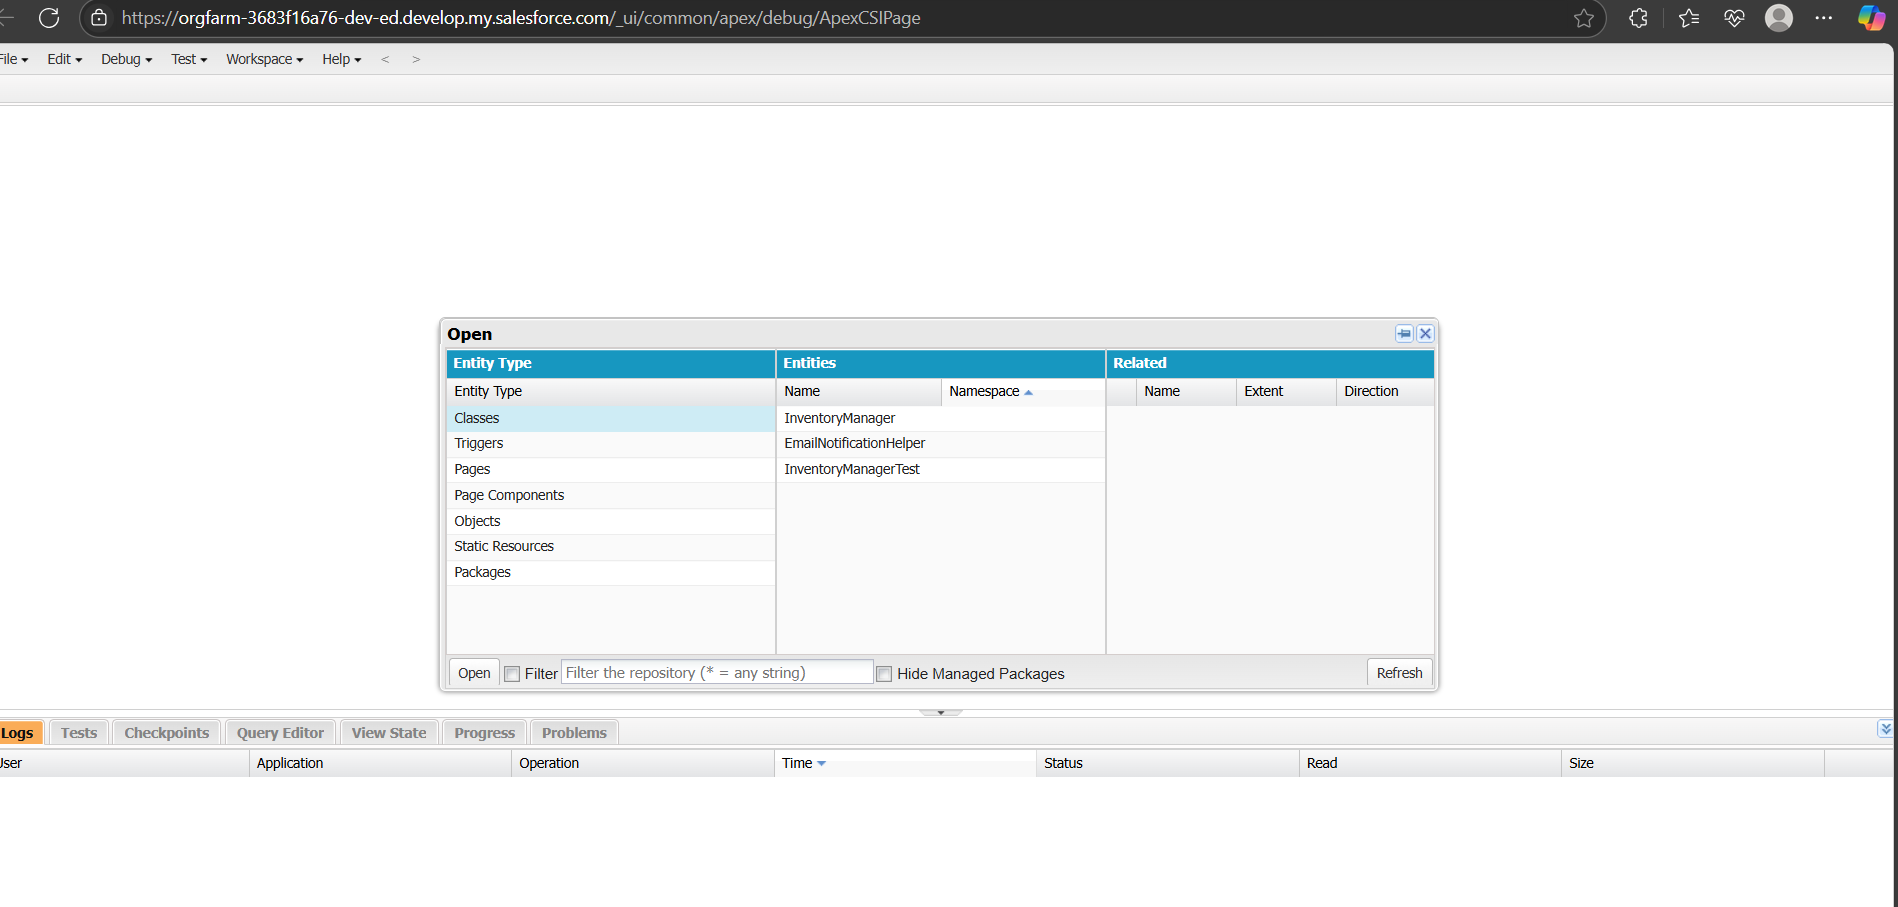 https://orgfarm-3683f16a76-dev-ed.develop.my.salesforce.com/_ui/common/apex/debug/ApexCSIPage
File Edit Debug Test Workspace Help < >
Open
Entity Type Entities Related
Entity Type Name Namespace Name Extent Direction
Classes InventoryManager
Triggers EmailNotificationHelper
Pages InventoryManagerTest
Page Components
Objects
Static Resources
Packages
Open Filter Filter the repository (* = any string) Hide Managed Packages Refresh
Logs Tests Checkpoints Query Editor View State Progress Problems
User Application Operation Time Status Read Size